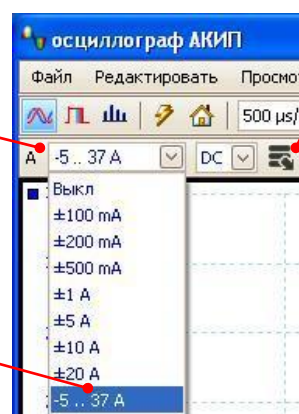 осциллограф АКИП
Файл Редактировать Просмо
500 µs/
A -5 .. 37 A DC
Выкл
±100 mA
±200 mA
±500 mA
±1 A
±5 A
±10 A
±20 A
-5 .. 37 A